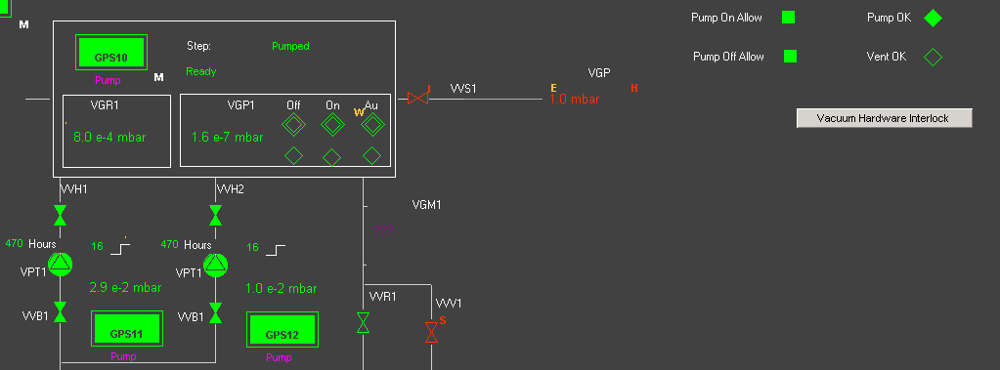 Pump On Allow
Pump OK
M
Step:
Pumped
GPS10
Pump Off Allow
Vent OK
M
Ready
Pump
VGP
I
VVS1
E
H
1.0 mbar
VGR1
VGP1
Off
On
Au
W
8.0 e-4 mbar
1.6 e-7 mbar
Vacuum Hardware Interlock
VVH1
VVH2
VGM1
470 Hours
16
470 Hours
16
VPT1
VPT1
2.9 e-2 mbar
1.0 e-2 mbar
VVR1
VVV1
VVB1
VVB1
S
GPS11
GPS12
Pump
Pump